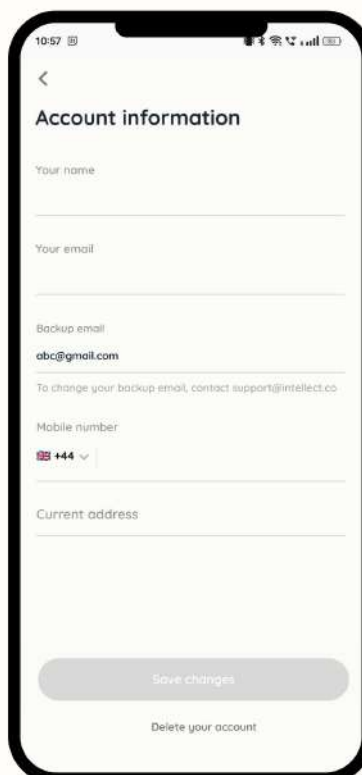 10:57
Account information
Your name
Your email
Backup email
abc@gmail.com
To change your backup email, contact support@intellect.co
Mobile number
+44
Current address
Save changes
Delete your account